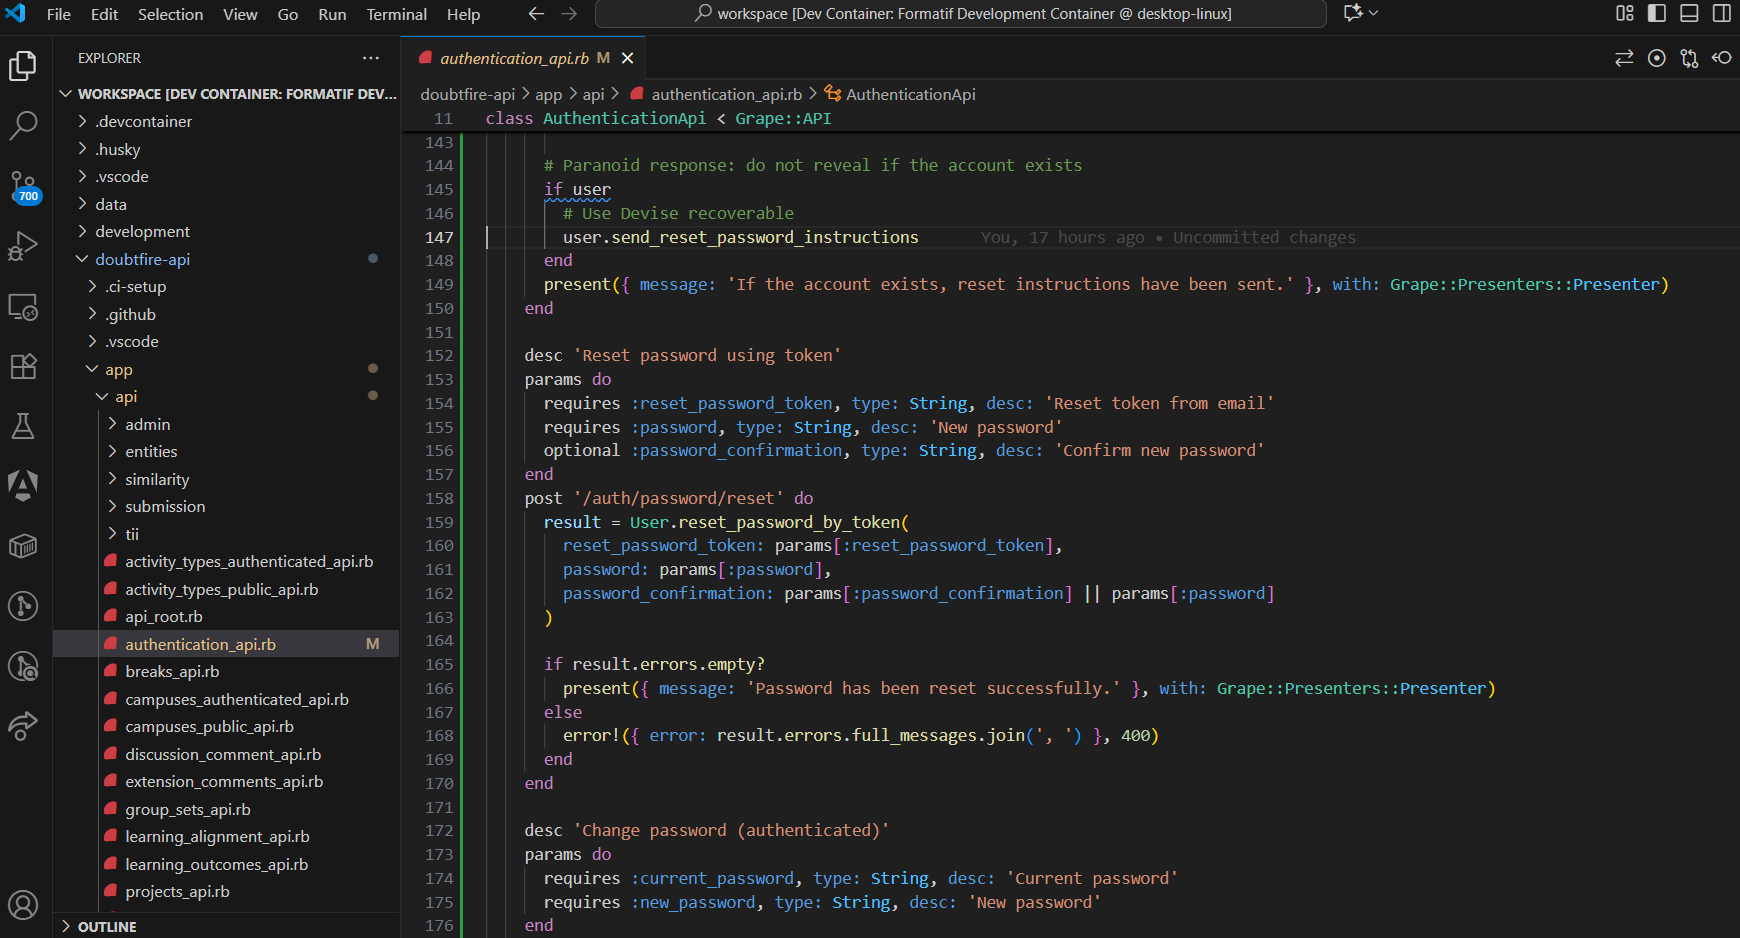 File Edit Selection View Go Run Terminal Help
workspace [Dev Container: Formatif Development Container @ desktop-linux]
EXPLORER
WORKSPACE [DEV CONTAINER: FORMATIF DEV...
.devcontainer
.husky
.vscode
700
data
development
doubtfire-api
.ci-setup
.github
.vscode
app
api
admin
entities
similarity
submission
tii
activity_types_authenticated_api.rb
activity_types_public_api.rb
api_root.rb
authentication_api.rb M
breaks_api.rb
campuses_authenticated_api.rb
campuses_public_api.rb
discussion_comment_api.rb
extension_comments_api.rb
group_sets_api.rb
learning_alignment_api.rb
learning_outcomes_api.rb
projects_api.rb
OUTLINE
authentication_api.rb M
doubtfire-api > app > api > authentication_api.rb > AuthenticationApi
11 class AuthenticationApi < Grape::API
143
144 # Paranoid response: do not reveal if the account exists
145 if user
146 # Use Devise recoverable
147 user.send_reset_password_instructions You, 17 hours ago • Uncommitted changes
148 end
149 present({ message: 'If the account exists, reset instructions have been sent.' }, with: Grape::Presenters::Presenter)
150 end
151
152 desc 'Reset password using token'
153 params do
154 requires :reset_password_token, type: String, desc: 'Reset token from email'
155 requires :password, type: String, desc: 'New password'
156 optional :password_confirmation, type: String, desc: 'Confirm new password'
157 end
158 post '/auth/password/reset' do
159 result = User.reset_password_by_token(
160 reset_password_token: params[:reset_password_token],
161 password: params[:password],
162 password_confirmation: params[:password_confirmation] || params[:password]
163 )
164
165 if result.errors.empty?
166 present({ message: 'Password has been reset successfully.' }, with: Grape::Presenters::Presenter)
167 else
168 error!({ error: result.errors.full_messages.join(', ') }, 400)
169 end
170 end
171
172 desc 'Change password (authenticated)'
173 params do
174 requires :current_password, type: String, desc: 'Current password'
175 requires :new_password, type: String, desc: 'New password'
176 end